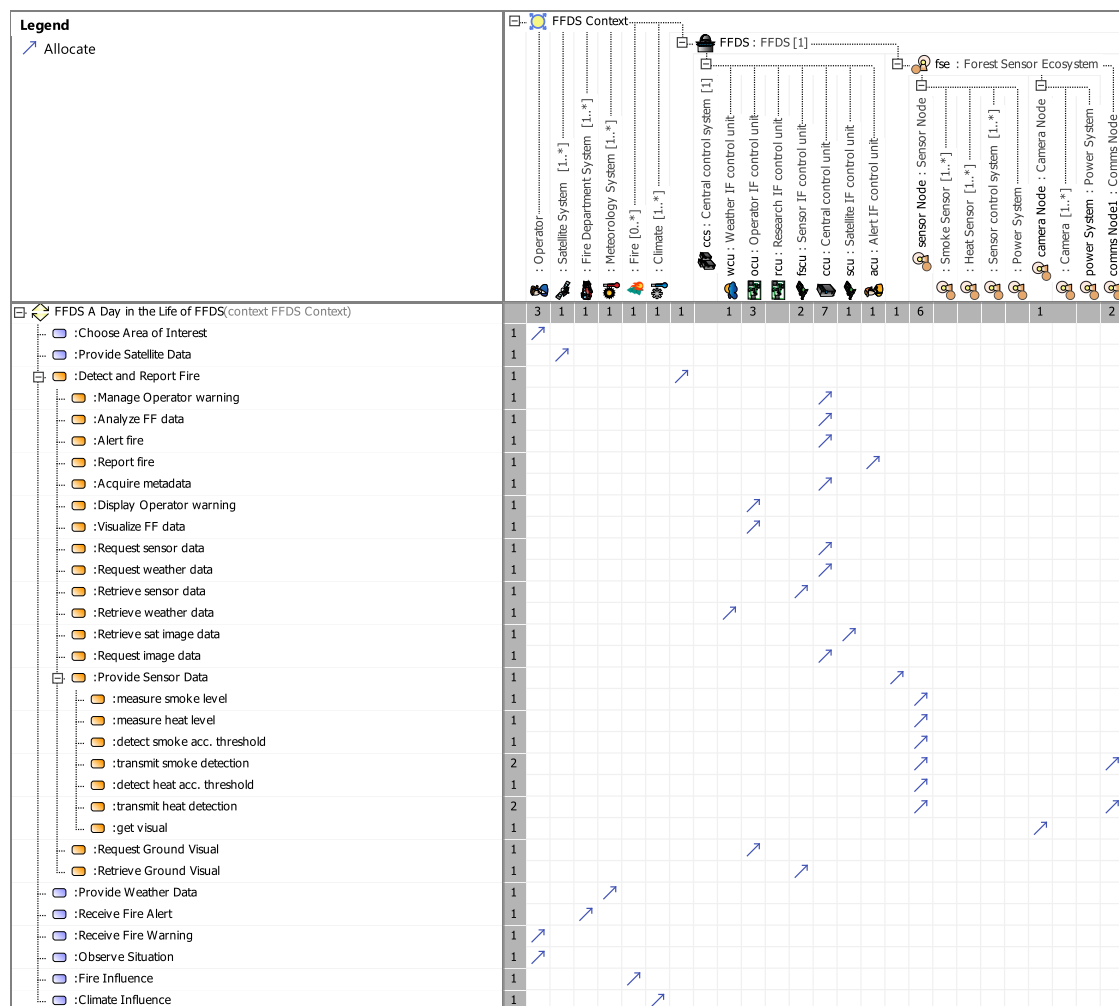 Legend
Allocate
FFDS Context
FFDS : FFDS [1]
fse : Forest Sensor Ecosystem
: Operator
: Satellite System [1..*]
: Fire Department System [1..*]
: Meteorology System [1..*]
: Fire [0..*]
: Climate [1..*]
ccs : Central control system [1]
wcu : Weather IF control unit
ocu : Operator IF control unit
rcu : Research IF control unit
fscu : Sensor IF control unit
ccu : Central control unit
scu : Satellite IF control unit
acu : Alert IF control unit
sensor Node : Sensor Node
: Smoke Sensor [1..*]
: Heat Sensor [1..*]
: Sensor control system [1..*]
: Power System
camera Node : Camera Node
: Camera [1..*]
power System : Power System
comms Node1 : Comms Node
FFDS A Day in the Life of FFDS(context FFDS Context) 3 1 1 1 1 1 1 1 3 2 7 1 1 1 6 1 2
:Choose Area of Interest 1
:Provide Satellite Data 1
:Detect and Report Fire 1
:Manage Operator warning 1
:Analyze FF data 1
:Alert fire 1
:Report fire 1
:Acquire metadata 1
:Display Operator warning 1
:Visualize FF data 1
:Request sensor data 1
:Request weather data 1
:Retrieve sensor data 1
:Retrieve weather data 1
:Retrieve sat image data 1
:Request image data 1
:Provide Sensor Data 1
:measure smoke level 1
:measure heat level 1
:detect smoke acc. threshold 1
:transmit smoke detection 2
:detect heat acc. threshold 1
:transmit heat detection 2
:get visual 1
:Request Ground Visual 1
:Retrieve Ground Visual 1
:Provide Weather Data 1
:Receive Fire Alert 1
:Receive Fire Warning 1
:Observe Situation 1
:Fire Influence 1
:Climate Influence 1